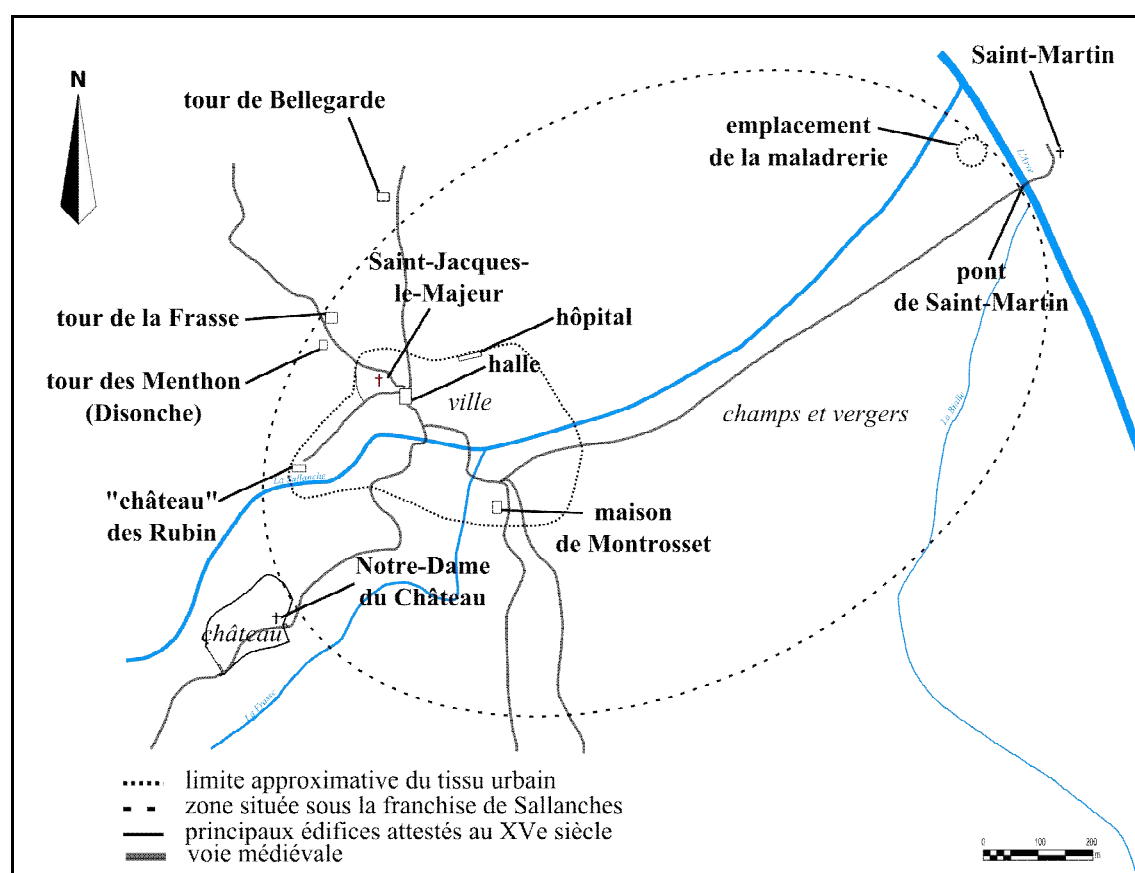 Saint-Martin
N
tour de Bellegarde
emplacement
de la maladrerie
L'Arve
Saint-Jacques-
le-Majeur
pont
de Saint-Martin
tour de la Frasse
hôpital
halle
tour des Menthon
(Disonche)
ville
champs et vergers
La Sallanche
"château"
des Rubin
maison
de Montrosset
Notre-Dame
du Château
château
La Frasse
limite approximative du tissu urbain
zone située sous la franchise de Sallanches
principaux édifices attestés au XVe siècle
voie médiévale
0 100 200
m